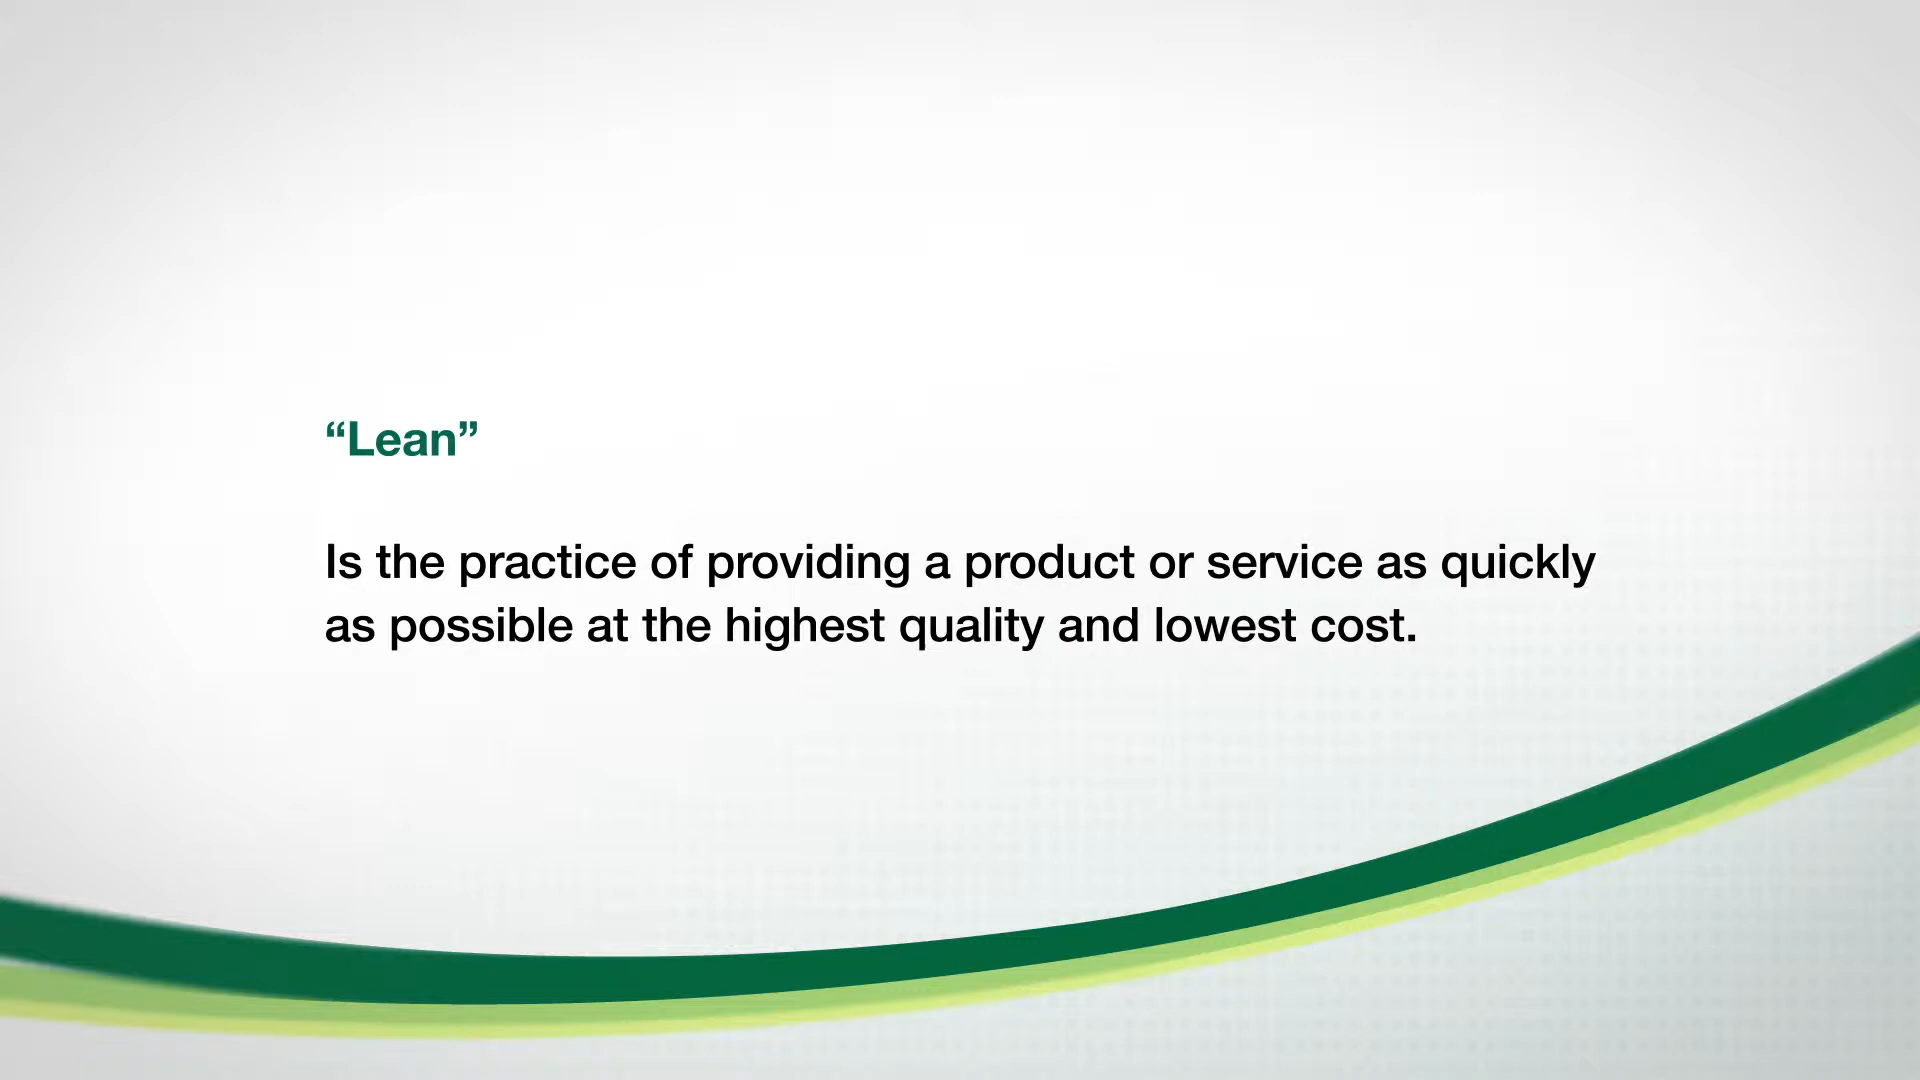 “Lean”
Is the practice of providing a product or service as quickly
as possible at the highest quality and lowest cost.